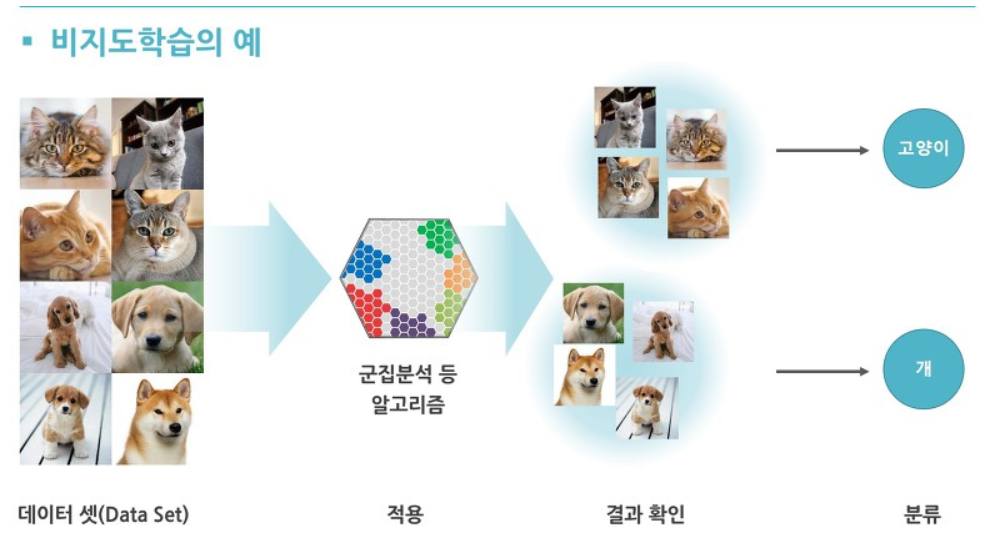 ▪ 비지도학습의 예
고양이
군집분석 등
알고리즘
개
데이터 셋(Data Set)
적용
결과 확인
분류